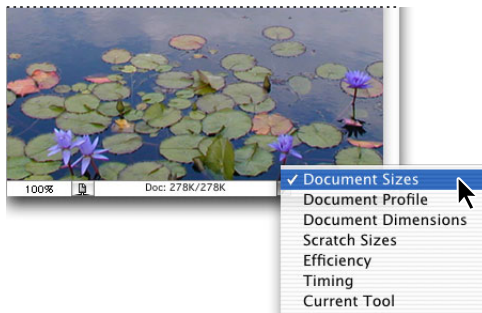 100%
Doc: 278K/278K
✓ Document Sizes
Document Profile
Document Dimensions
Scratch Sizes
Efficiency
Timing
Current Tool